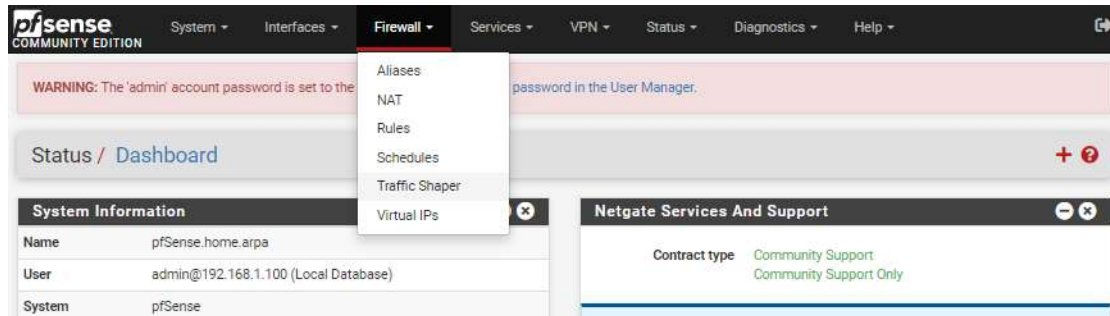 pfsense
COMMUNITY EDITION
System
Interfaces
Firewall
Services
VPN
Status
Diagnostics
Help
WARNING: The 'admin' account password is set to the
password in the User Manager.
Aliases
NAT
Rules
Schedules
Traffic Shaper
Virtual IPs
Status / Dashboard
System Information
Name pfSense.home.arpa
User admin@192.168.1.100 (Local Database)
System pfSense
Netgate Services And Support
Contract type Community Support
Community Support Only